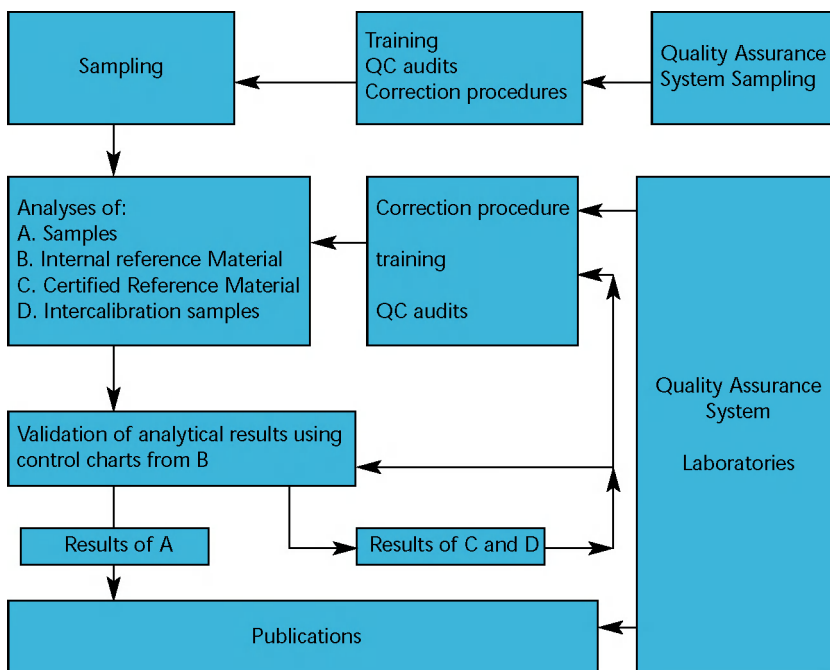 Sampling
Training
QC audits
Correction procedures
Quality Assurance
System Sampling
Analyses of:
A. Samples
B. Internal reference Material
C. Certified Reference Material
D. Intercalibration samples
Correction procedure
training
QC audits
Quality Assurance
System
Laboratories
Validation of analytical results using
control charts from B
Results of A
Results of C and D
Publications